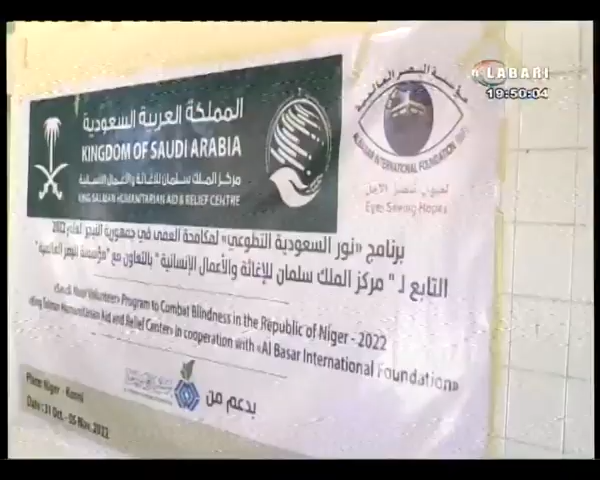 LABARI
19:50:04
المملكة العربية السعودية
KINGDOM OF SAUDI ARABIA
مركز الملك سلمان للإغاثة والأعمال الإنسانية
KING SALMAN HUMANITARIAN AID & RELIEF CENTRE
مؤسسة البصر العالمية
AL BASAR INTERNATIONAL FOUNDATION
لعيون تبصر الأمل
Eyes Seeing Hopes
برنامج «نور السعودية التطوعي» لمكافحة العمى في جمهورية النيجر لعام 2022
التابع لـ " مركز الملك سلمان للإغاثة والأعمال الإنسانية " بالتعاون مع "مؤسسة البصر العالمية"
Noor Volunteer Program to Combat Blindness in the Republic of Niger - 2022
Salman Humanitarian Aid and Relief Center» in cooperation with «Al Basar International Foundation»
بدعم من
Place: Niger - Konni
Date: 31 Oct. - 05 Nov. 2022